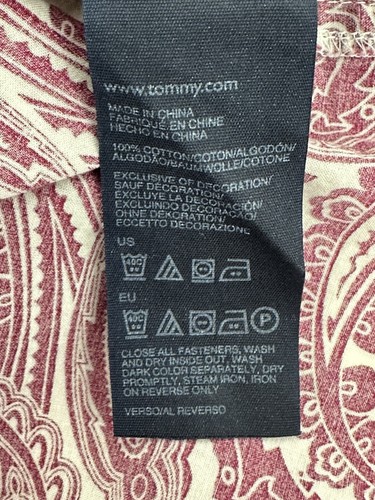 www.tommy.com
MADE IN CHINA
FABRIQUE EN CHINE
HECHO EN CHINA
100% COTTON/COTON/ALGODÓN/
ALGODÃO/BAUMWOLLE/COTONE
EXCLUSIVE OF DECORATION/
SAUF DÉCORATION/
EXCLUYE LA DECORACIÓN/
EXCLUINDO DECORAÇÃO/
OHNE DEKORATION/
ECCETTO DECORAZIONE
US
40C
EU
40C P
CLOSE ALL FASTENERS, WASH
AND DRY INSIDE OUT. WASH
DARK COLOR SEPARATELY, DRY
PROMPTLY, STEAM IRON, IRON
ON REVERSE ONLY
VERSO/AL REVERSO